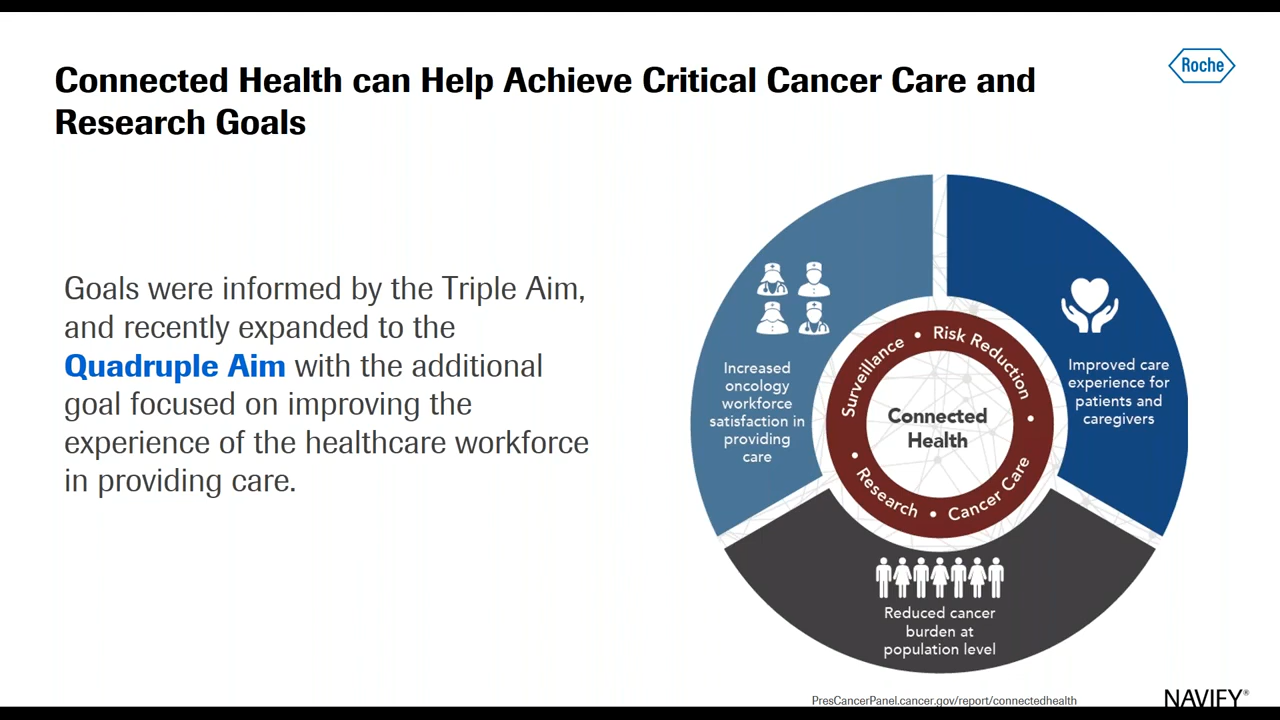 Connected Health can Help Achieve Critical Cancer Care and
Research Goals
Roche
Goals were informed by the Triple Aim,
and recently expanded to the
Quadruple Aim with the additional
goal focused on improving the
experience of the healthcare workforce
in providing care.
Increased
oncology
workforce
satisfaction in
providing
care
Improved care
experience for
patients and
caregivers
Surveillance • Risk Reduction • Cancer Care • Research •
Connected
Health
Reduced cancer
burden at
population level
PresCancerPanel.cancer.gov/report/connectedhealth
NAVIFY®